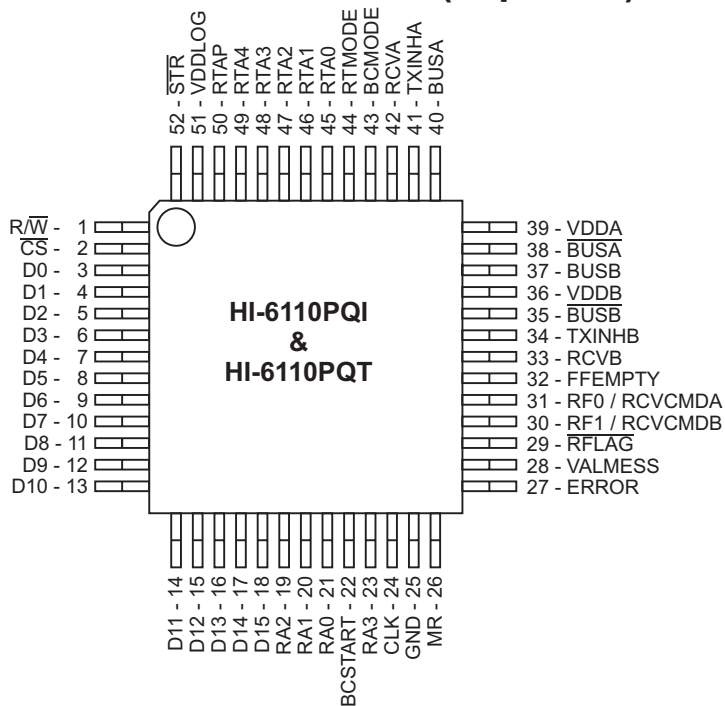 52 - S̅T̅R̅
51 - VDDLOG
50 - RTAP
49 - RTA4
48 - RTA3
47 - RTA2
46 - RTA1
45 - RTA0
44 - RTMODE
43 - BCMODE
42 - RCVA
41 - TXINHA
40 - BUSA
R/W̅ - 1
C̅S̅ - 2
D0 - 3
D1 - 4
D2 - 5
D3 - 6
D4 - 7
D5 - 8
D6 - 9
D7 - 10
D8 - 11
D9 - 12
D10 - 13
HI-6110PQI
&
HI-6110PQT
39 - VDDA
38 - B̅U̅S̅A̅
37 - BUSB
36 - VDDB
35 - B̅U̅S̅B̅
34 - TXINHB
33 - RCVB
32 - FFEMPTY
31 - RF0 / RCVCMDA
30 - RF1 / RCVCMDB
29 - R̅F̅L̅A̅G̅
28 - VALMESS
27 - ERROR
D11 - 14
D12 - 15
D13 - 16
D14 - 17
D15 - 18
RA2 - 19
RA1 - 20
RA0 - 21
BCSTART - 22
RA3 - 23
CLK - 24
GND - 25
MR - 26